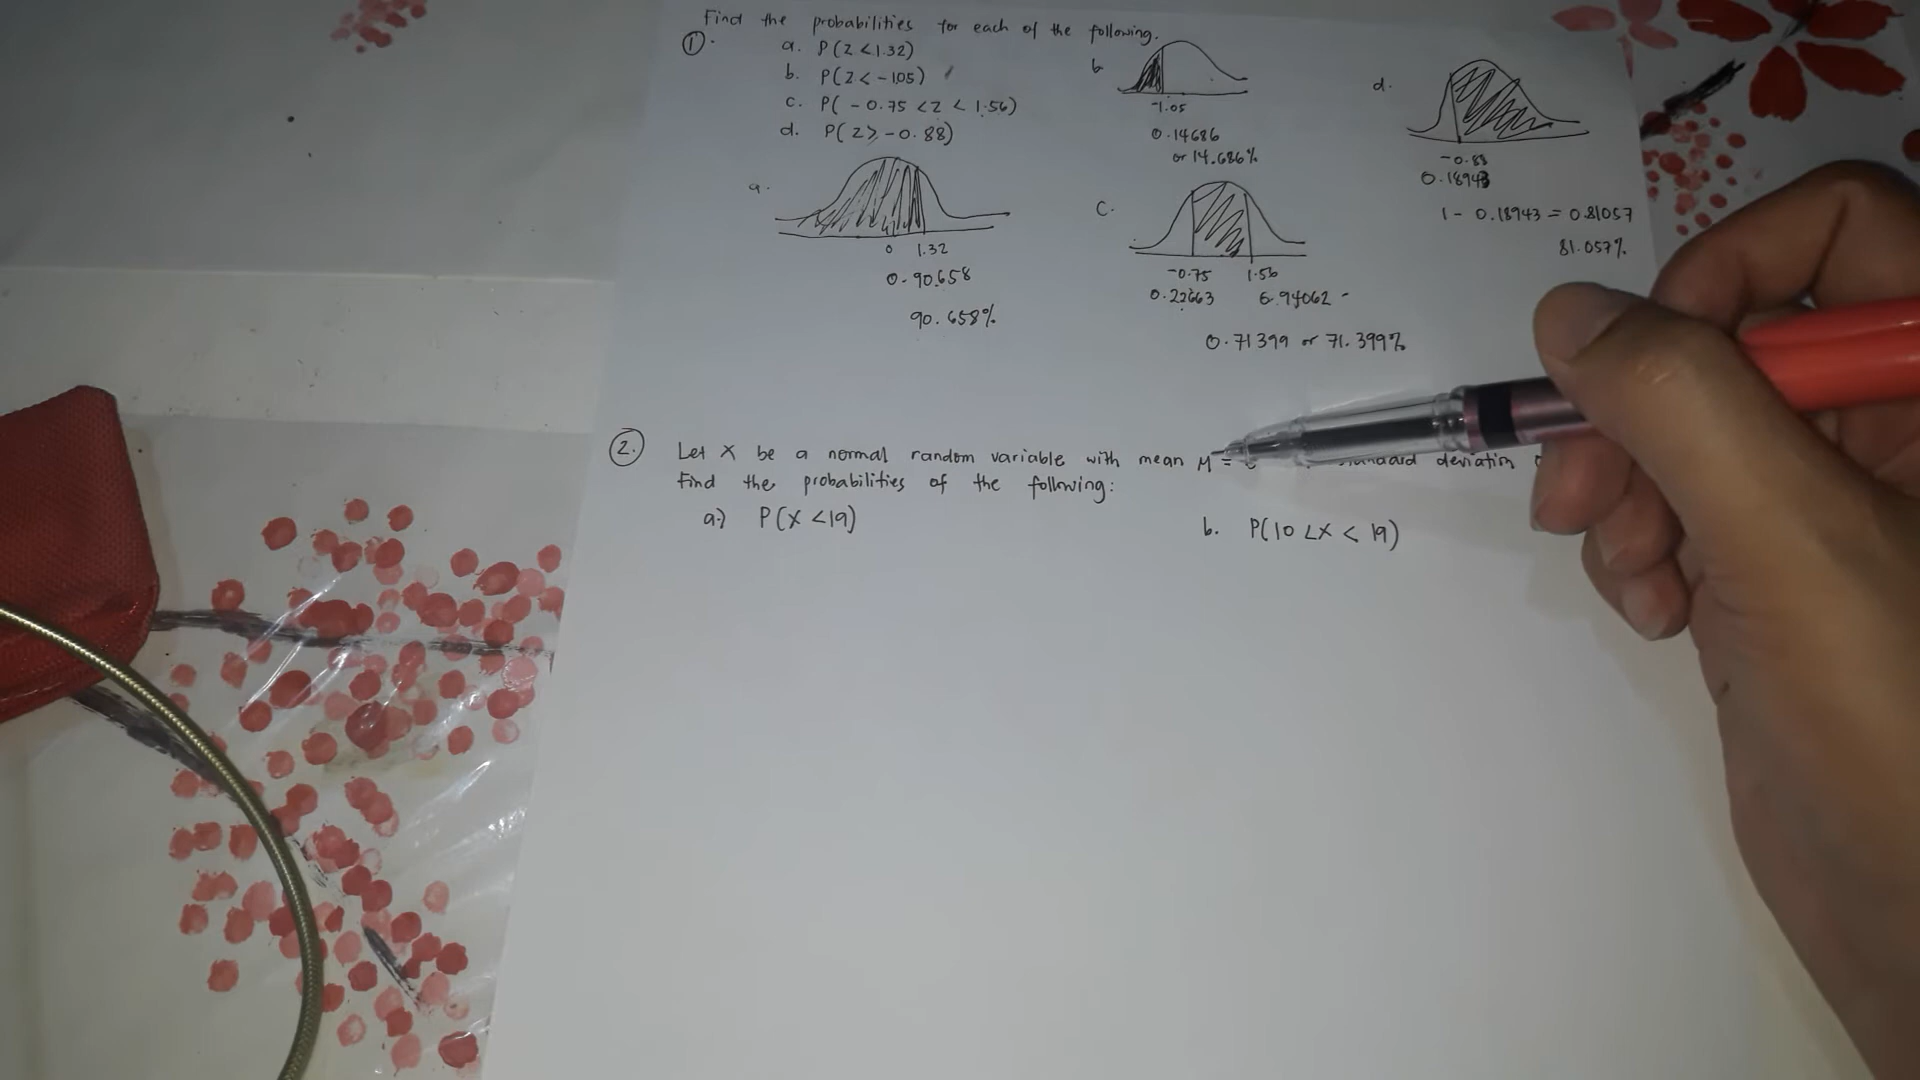 Find the probabilities for each of the following.
①.
a. P(Z <1.32)
b. P(Z < -105)
c. P( - 0.75 <Z < 1.56)
d. P( Z > - 0.88)
a.
0 1.32
0.90658
90.658%
b
-1.05
0.14686
or 14.686%
c.
-0.75 1.56
0.22663 0.94062 -
0.71399 or 71.399%
d.
-0.88
0.18943
1 - 0.18943 = 0.81057
81.057%
2. Let X be a normal random variable with mean M = standard deviation
Find the probabilities of the following:
a.) P(X <19)
b. P(10 <X < 19)